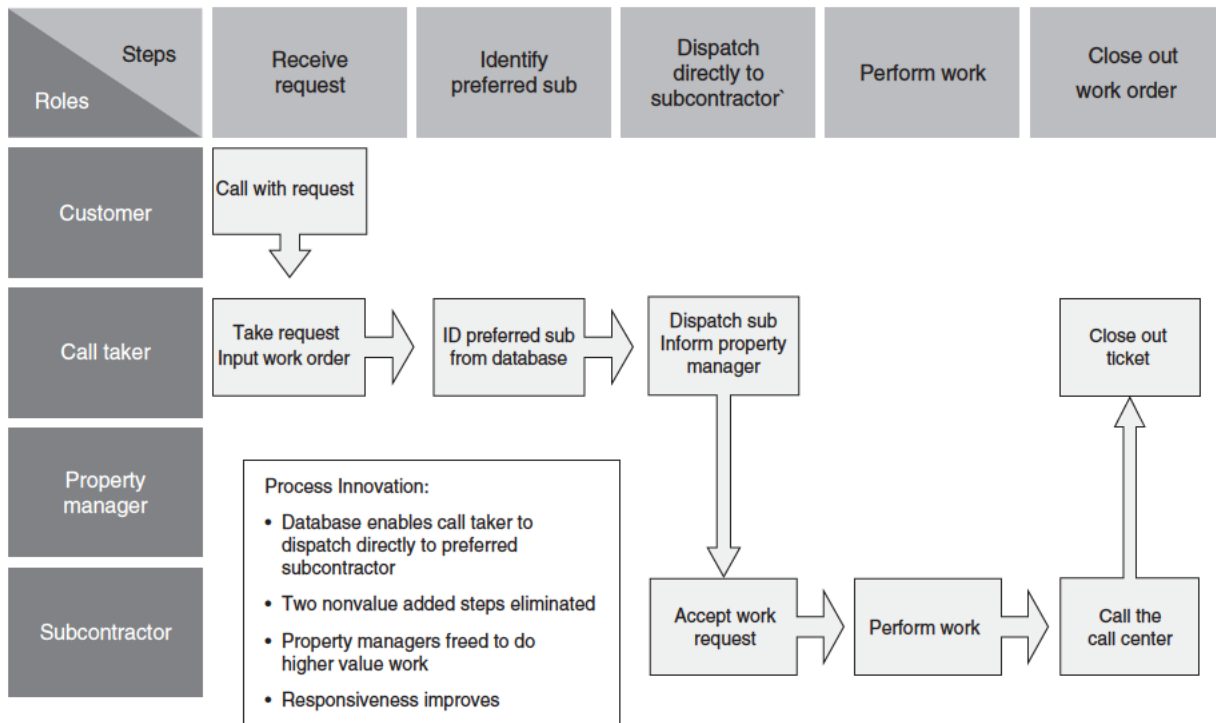 Steps
Roles
Receive
request
Identify
preferred sub
Dispatch
directly to
subcontractor`
Perform work
Close out
work order
Customer
Call with request
Call taker
Take request
Input work order
ID preferred sub
from database
Dispatch sub
Inform property
manager
Close out
ticket
Property
manager
Process Innovation:
• Database enables call taker to
dispatch directly to preferred
subcontractor
• Two nonvalue added steps eliminated
• Property managers freed to do
higher value work
• Responsiveness improves
Subcontractor
Accept work
request
Perform work
Call the
call center